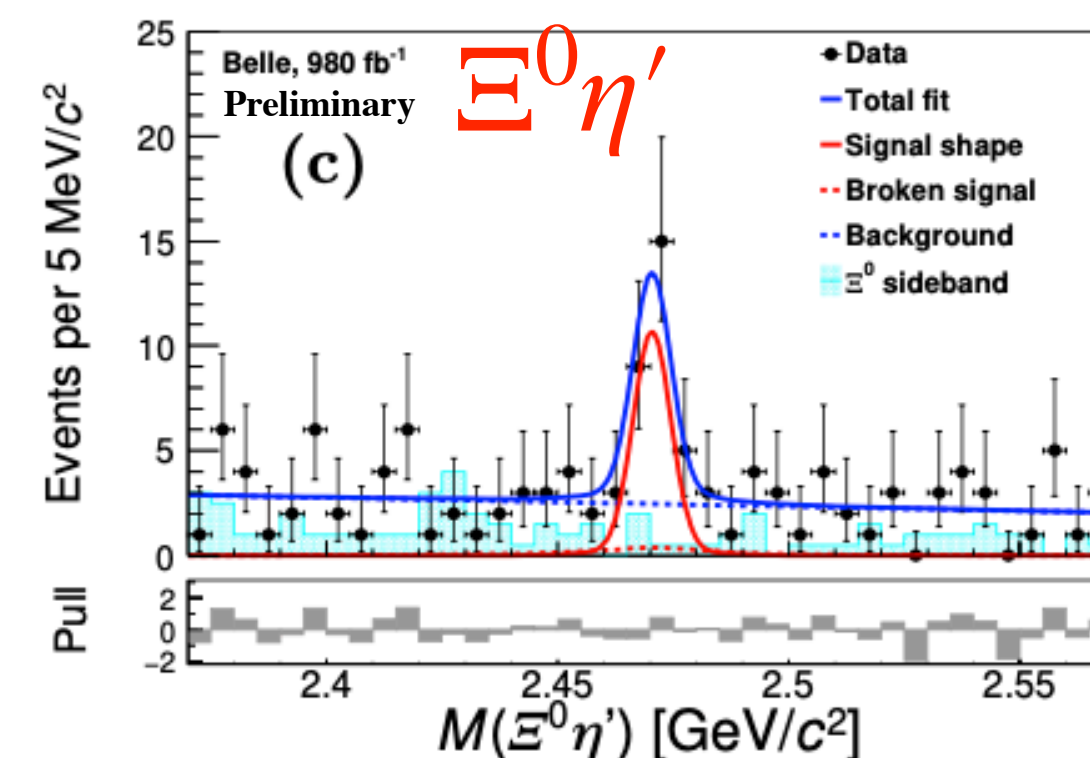 Ξ⁰η′
Belle, 980 fb⁻¹
Preliminary
(c)
Data
Total fit
Signal shape
Broken signal
Background
Ξ⁰ sideband
Events per 5 MeV/c²
25
20
15
10
5
0
Pull
2
0
−2
2.4 2.45 2.5 2.55
M(Ξ⁰η') [GeV/c²]